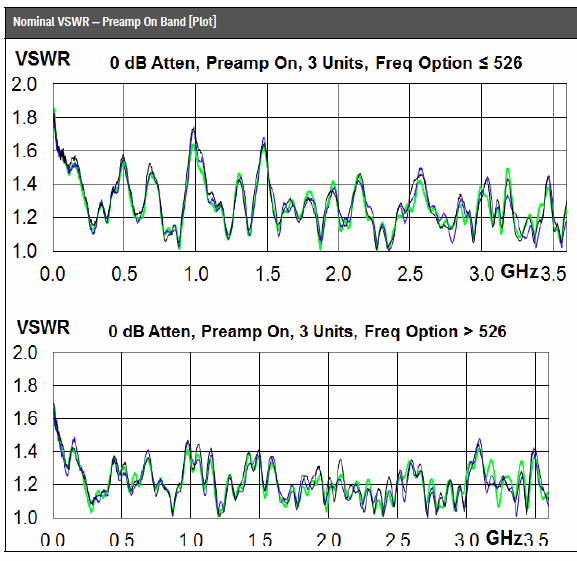 Nominal VSWR – Preamp On Band [Plot]
VSWR
0 dB Atten, Preamp On, 3 Units, Freq Option ≤ 526
2.0
1.8
1.6
1.4
1.2
1.0
0.0 0.5 1.0 1.5 2.0 2.5 3.0 GHz 3.5
VSWR
0 dB Atten, Preamp On, 3 Units, Freq Option > 526
2.0
1.8
1.6
1.4
1.2
1.0
0.0 0.5 1.0 1.5 2.0 2.5 3.0 GHz 3.5